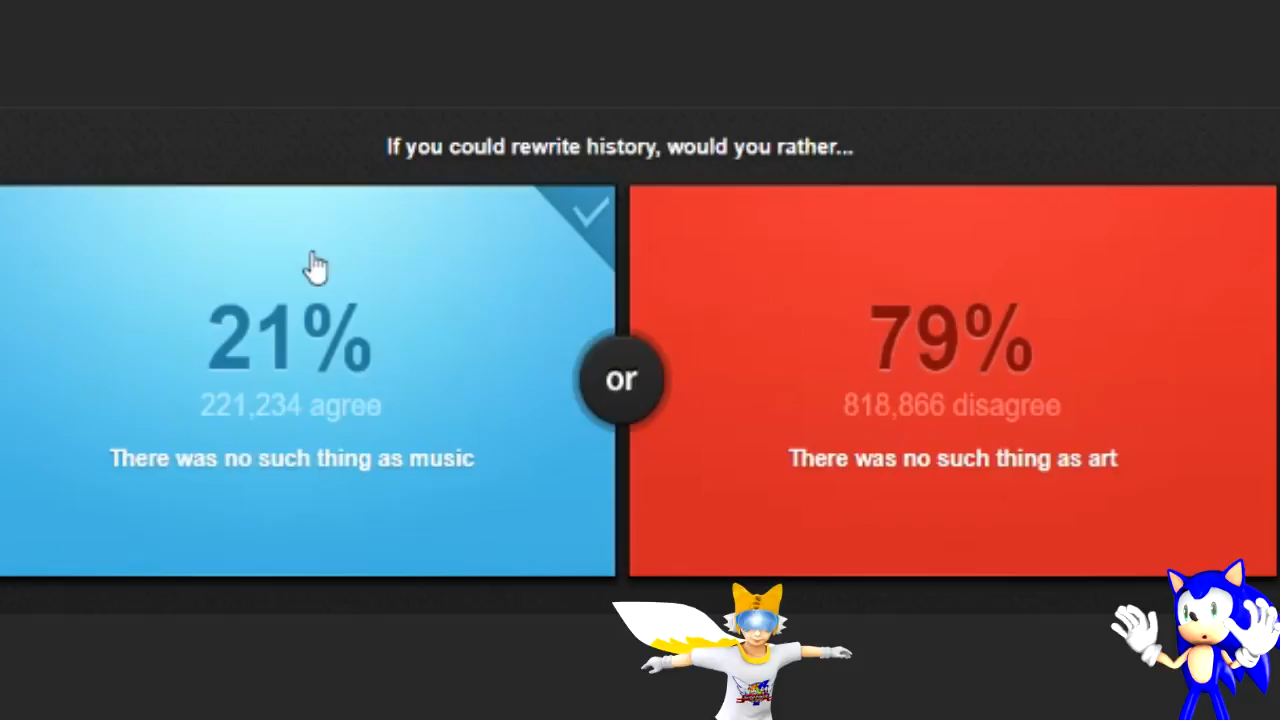 If you could rewrite history, would you rather...
21%
221,234 agree
There was no such thing as music
or
79%
818,866 disagree
There was no such thing as art